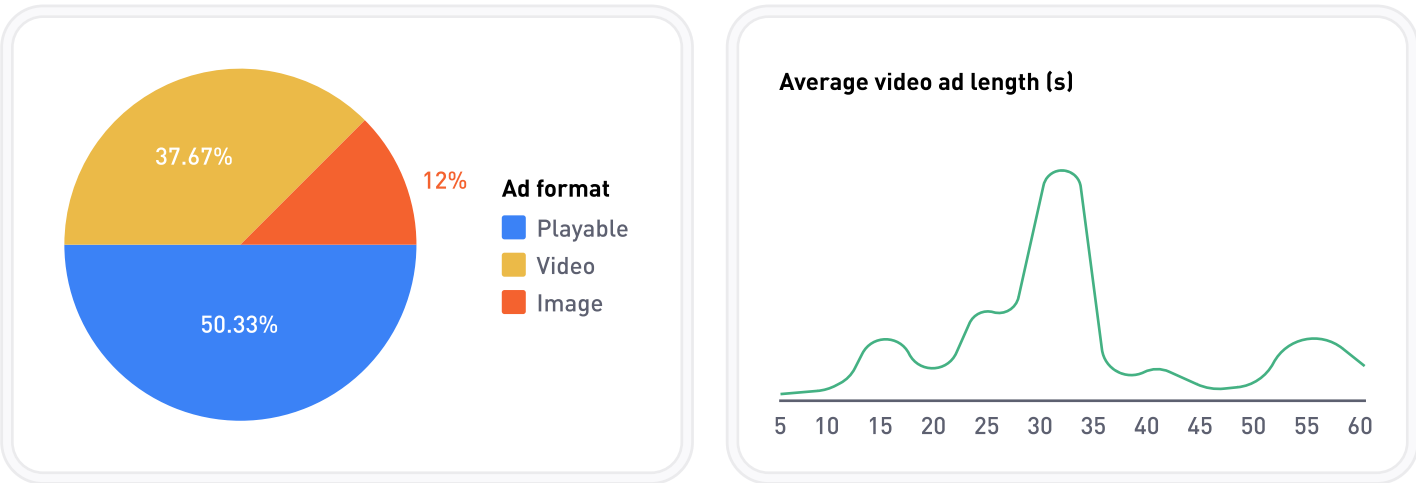 37.67%
12%
50.33%
Ad format
Playable
Video
Image
Average video ad length (s)
5 10 15 20 25 30 35 40 45 50 55 60